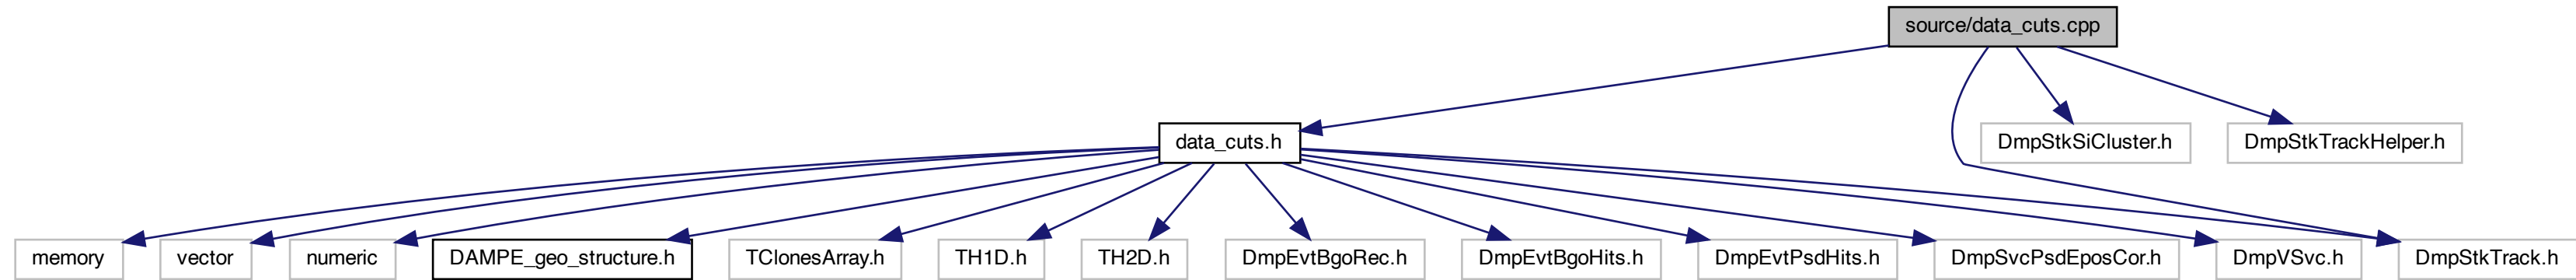 source/data_cuts.cpp
data_cuts.h
DmpStkSiCluster.h
DmpStkTrackHelper.h
memory
vector
numeric
DAMPE_geo_structure.h
TClonesArray.h
TH1D.h
TH2D.h
DmpEvtBgoRec.h
DmpEvtBgoHits.h
DmpEvtPsdHits.h
DmpSvcPsdEposCor.h
DmpVSvc.h
DmpStkTrack.h